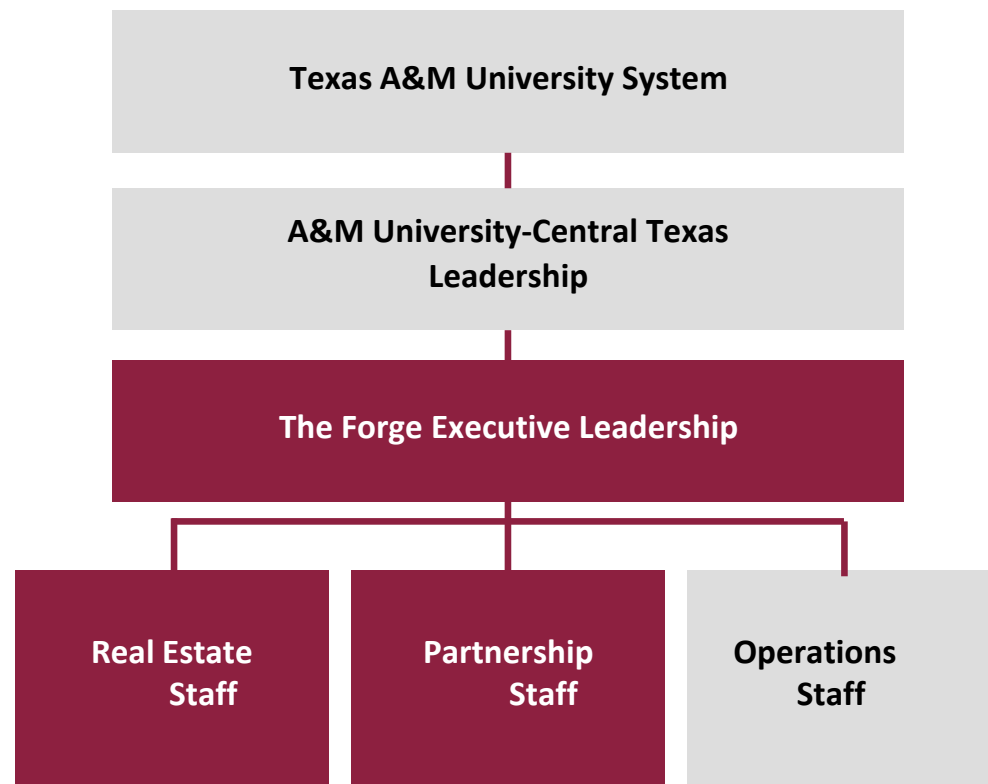 Texas A&M University System
A&M University-Central Texas
Leadership
The Forge Executive Leadership
Real Estate
Staff
Partnership
Staff
Operations
Staff